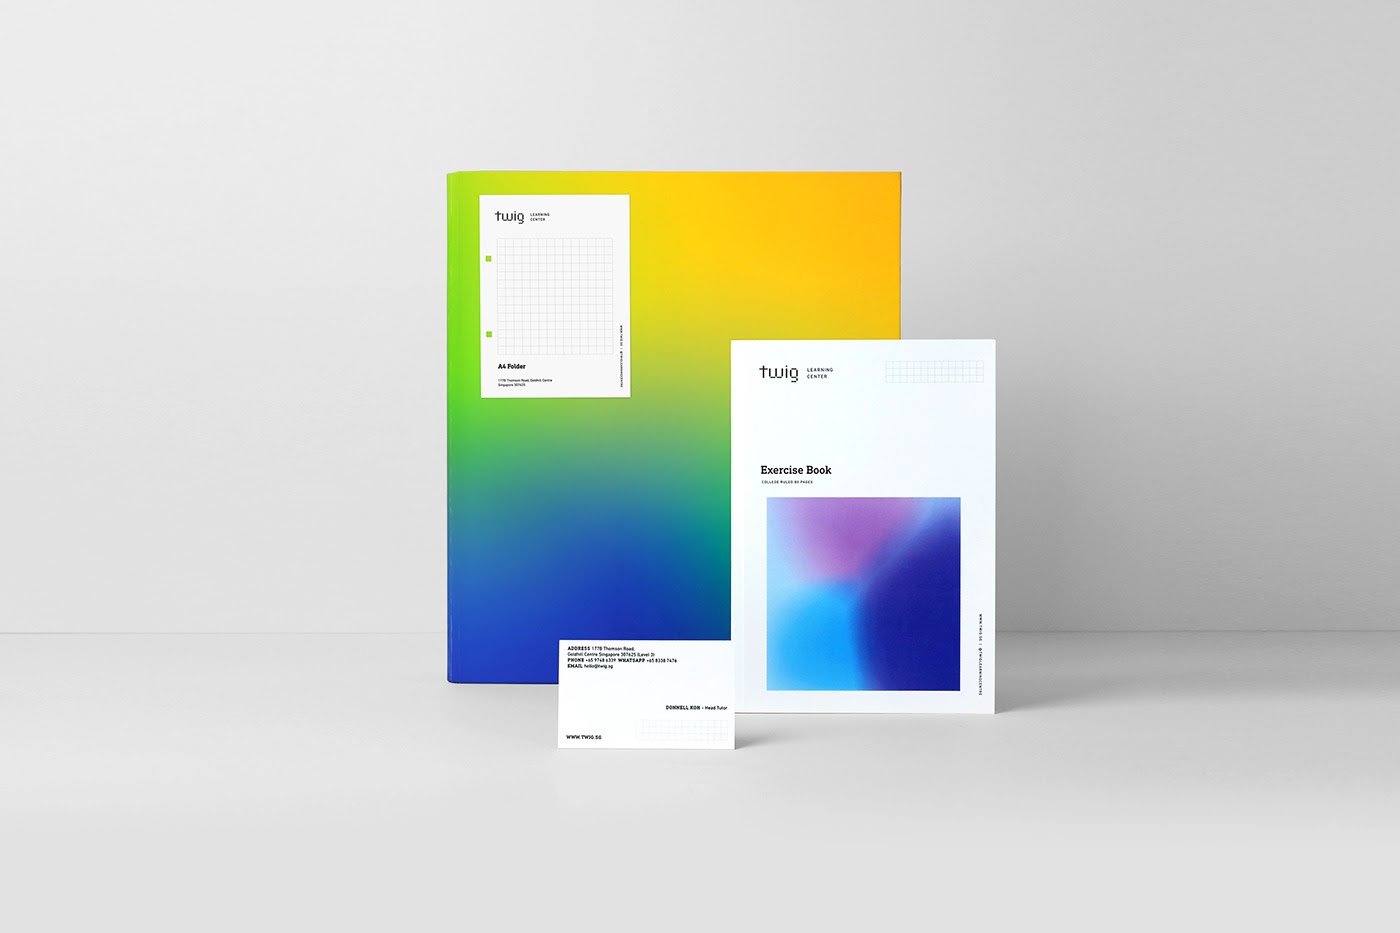 twig LEARNING
CENTER
A4 Folder
177B Thomson Road, Goldhill Centre
Singapore 307625
twig LEARNING
CENTER
Exercise Book
COLLEGE RULED 80 PAGES
WWW.TWIG.SG | @TWIGLEARNINGCENTRE
ADDRESS 177B Thomson Road,
Goldhill Centre Singapore 307625 (Level 3)
PHONE +65 9748 6339 WHATSAPP +65 8338 7476
EMAIL hello@twig.sg
DONNELL KOH - Head Tutor
WWW.TWIG.SG